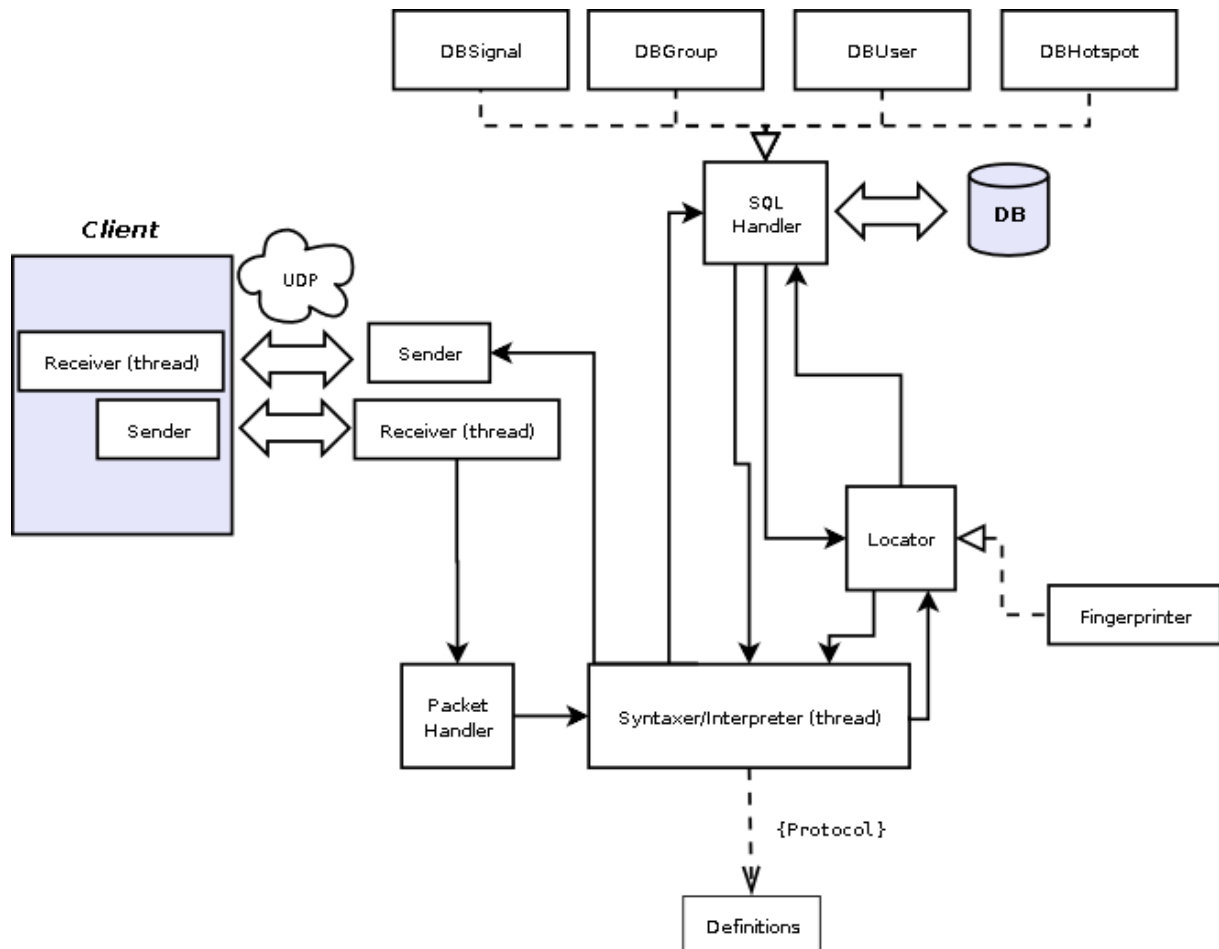 DBSignal
DBGroup
DBUser
DBHotspot
SQL
Handler
DB
Client
UDP
Receiver (thread)
Sender
Sender
Receiver (thread)
Locator
Fingerprinter
Packet
Handler
Syntaxer/Interpreter (thread)
{Protocol}
Definitions